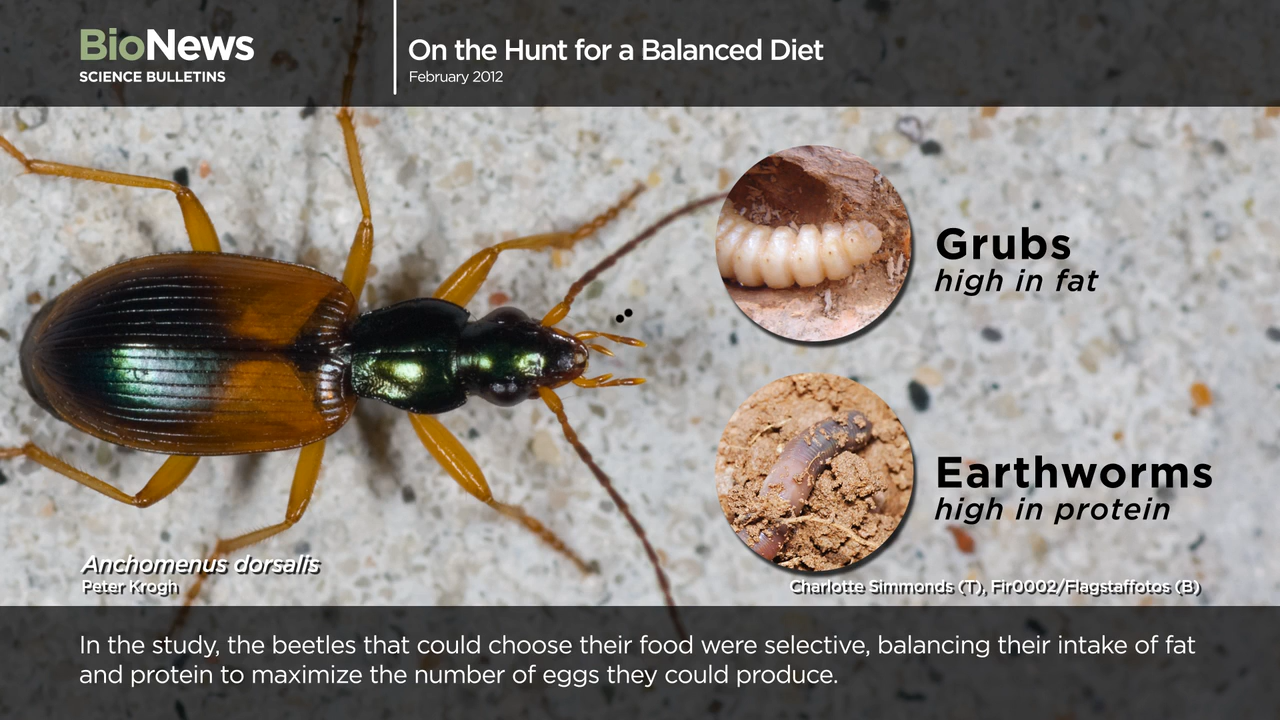 BioNews
SCIENCE BULLETINS
On the Hunt for a Balanced Diet
February 2012
Grubs
high in fat
Earthworms
high in protein
Anchomenus dorsalis
Peter Krogh
Charlotte Simmonds (T), Fir0002/Flagstaffotos (B)
In the study, the beetles that could choose their food were selective, balancing their intake of fat
and protein to maximize the number of eggs they could produce.